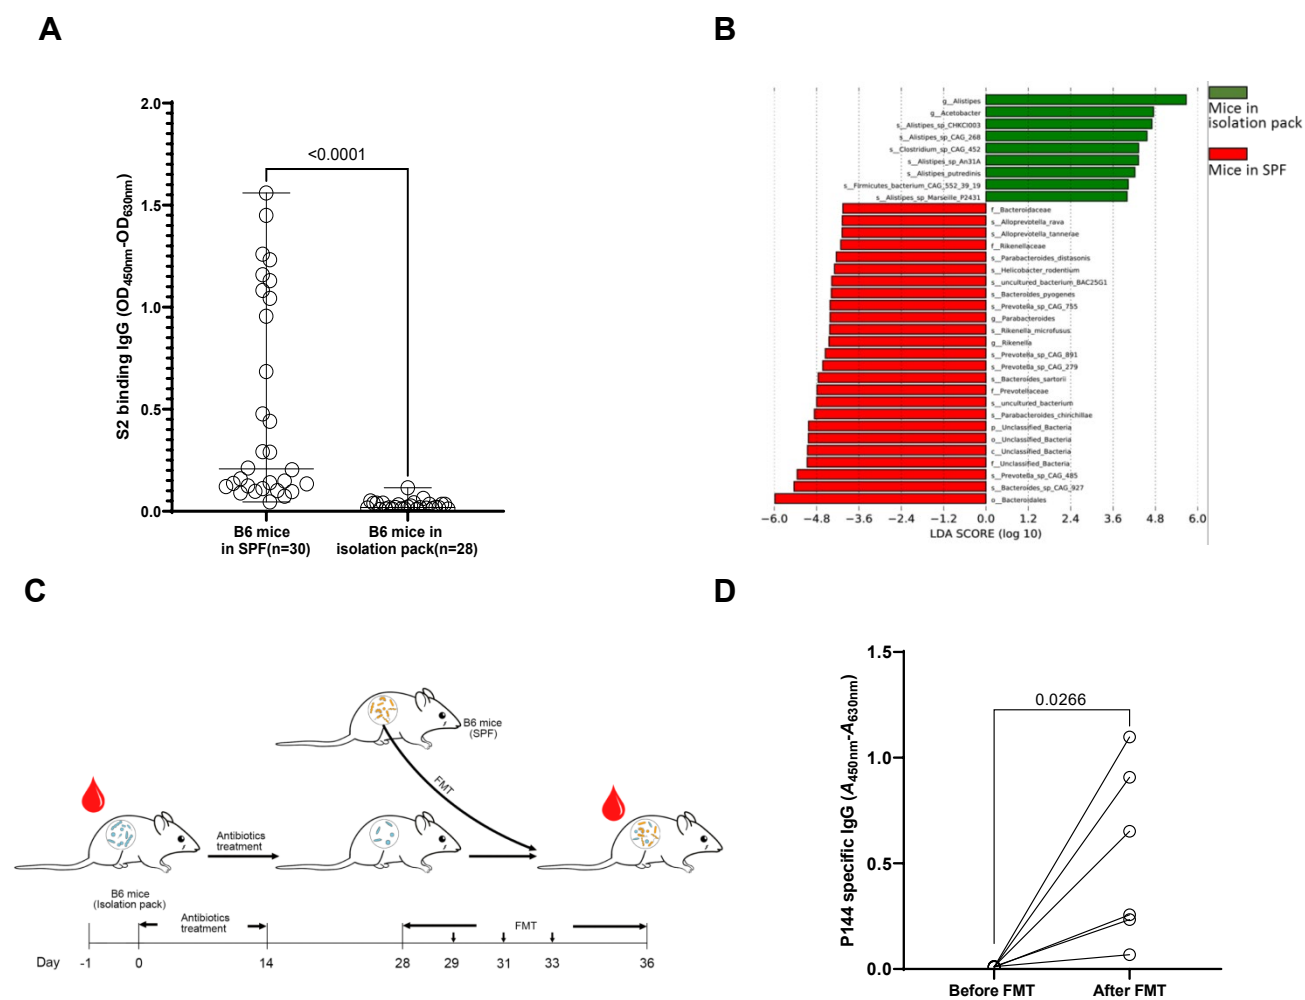 A
2.0
1.5
1.0
0.5
0.0
S2 binding IgG (OD450nm-OD630nm)
<0.0001
B6 mice
in SPF(n=30)
B6 mice in
isolation pack(n=28)
B
g__Alistipes
g__Acetobacter
s__Alistipes_sp_CHKCI003
s__Alistipes_sp_CAG_268
s__Clostridium_sp_CAG_452
s__Alistipes_sp_An31A
s__Alistipes_putredinis
s__Firmicutes_bacterium_CAG_552_39_19
s__Alistipes_sp_Marseille_P2431
f__Bacteroidaceae
s__Alloprevotella_rava
s__Alloprevotella_tannerae
f__Rikenellaceae
s__Parabacteroides_distasonis
s__Helicobacter_rodentium
s__uncultured_bacterium_BAC25G1
s__Bacteroides_pyogenes
s__Prevotella_sp_CAG_755
g__Parabacteroides
s__Rikenella_microfusus
g__Rikenella
s__Prevotella_sp_CAG_891
s__Prevotella_sp_CAG_279
s__Bacteroides_sartorii
f__Prevotellaceae
s__uncultured_bacterium
s__Parabacteroides_chinchillae
p__Unclassified_Bacteria
o__Unclassified_Bacteria
c__Unclassified_Bacteria
f__Unclassified_Bacteria
s__Prevotella_sp_CAG_485
s__Bacteroides_sp_CAG_927
o__Bacteroidales
−6.0 −4.8 −3.6 −2.4 −1.2 0.0 1.2 2.4 3.6 4.8 6.0
LDA SCORE (log 10)
Mice in
isolation pack
Mice in SPF
C
B6 mice
(SPF)
FMT
Antibiotics
treatment
B6 mice
(Isolation pack)
Antibiotics
treatment
FMT
Day -1 0 14 28 29 31 33 36
D
1.5
1.0
0.5
0.0
P144 specific IgG (A450nm-A630nm)
0.0266
Before FMT
After FMT